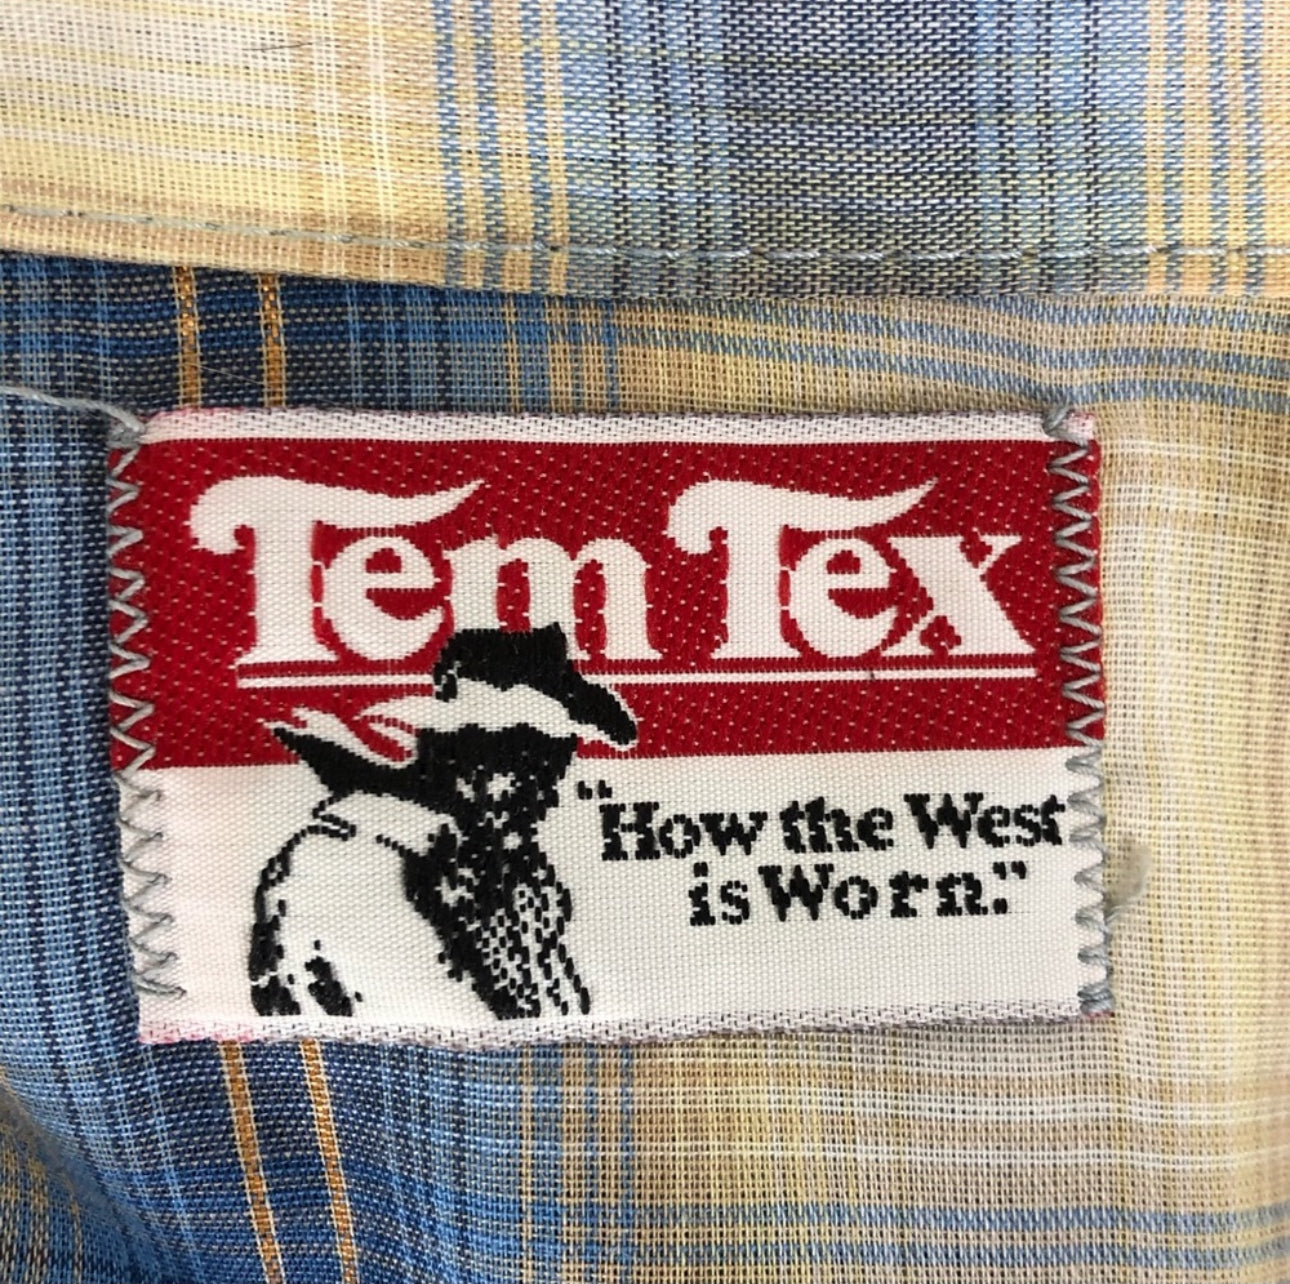 Tem Tex
"How the West
is Worn."